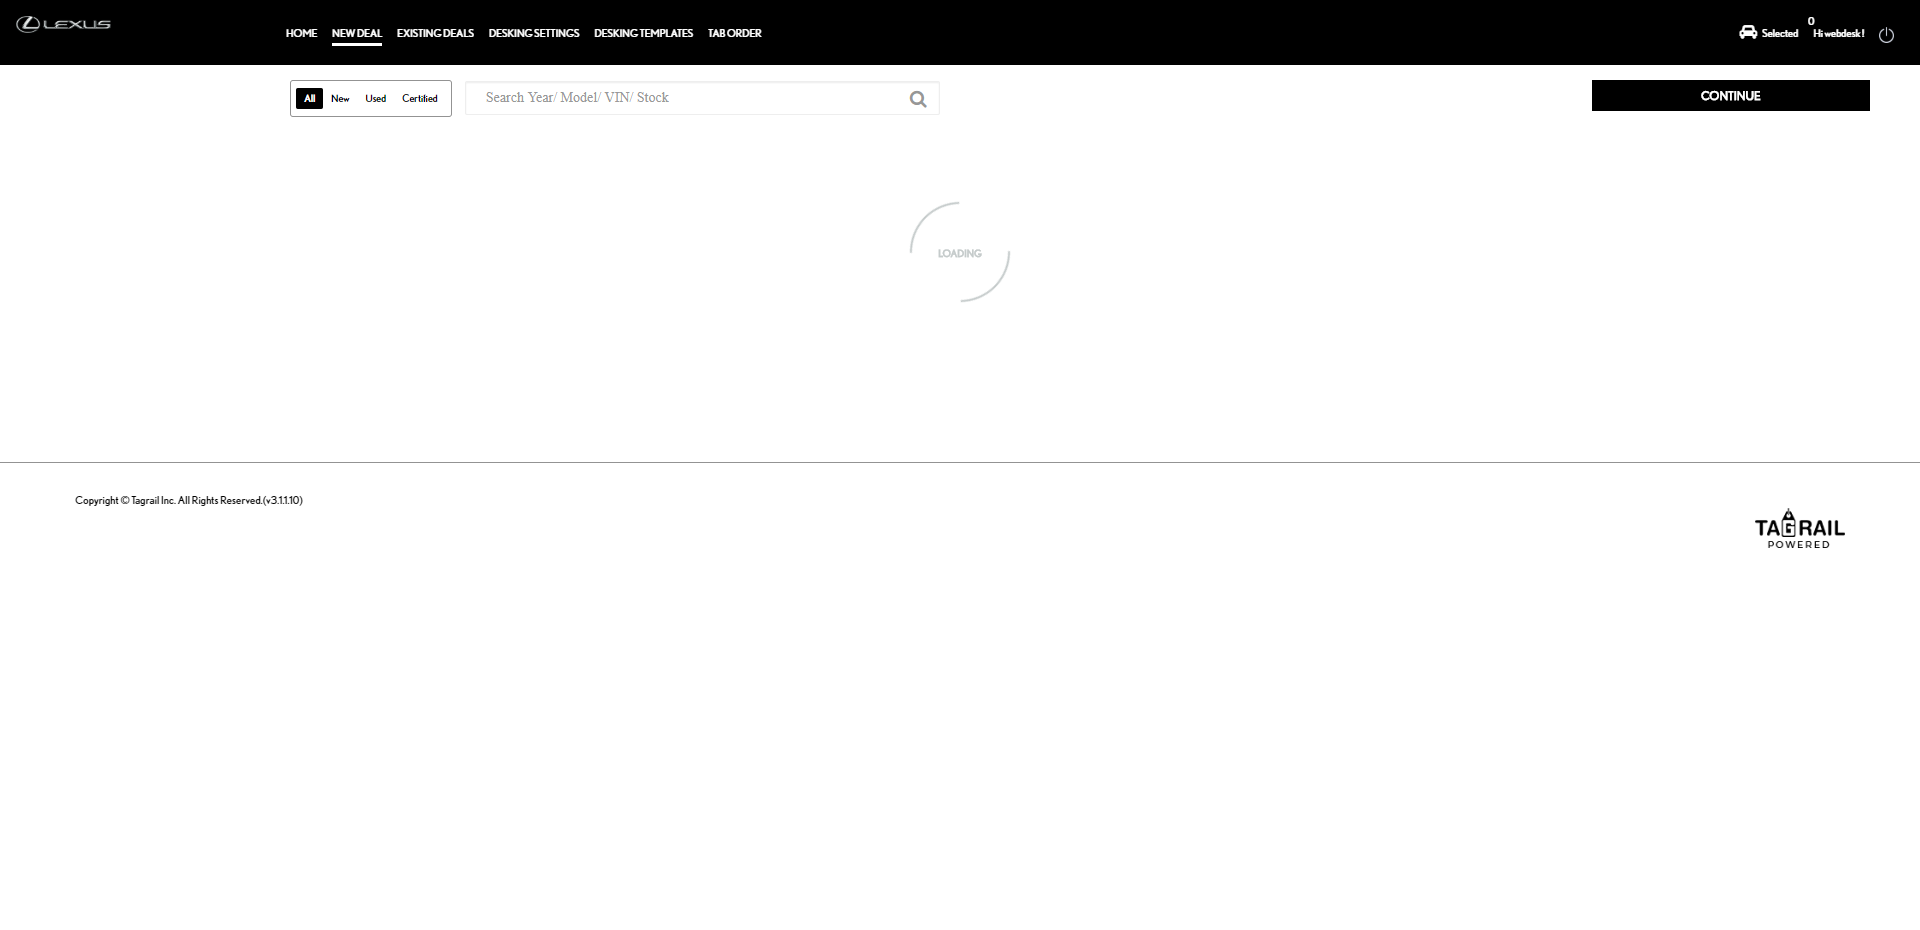 LEXUS
HOME NEW DEAL EXISTING DEALS DESKING SETTINGS DESKING TEMPLATES TAB ORDER
0
Selected Hi webdesk !
All New Used Certified
Search Year/ Model/ VIN/ Stock
CONTINUE
LOADING
Copyright © Tagrail Inc. All Rights Reserved.(v3.1.1.10)
TAGRAIL
POWERED